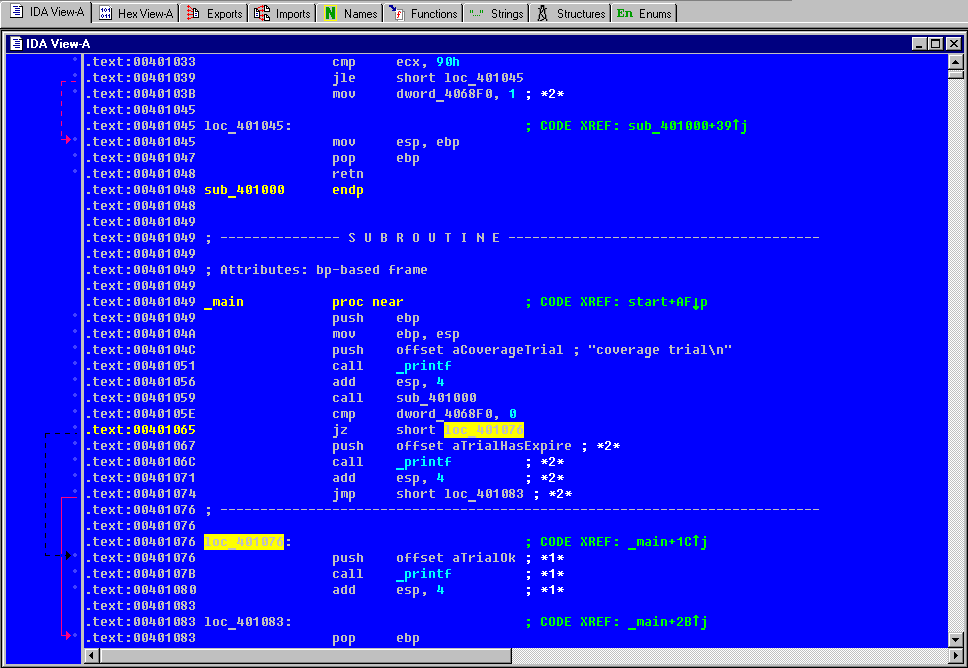 IDA View-A Hex View-A Exports Imports N Names Functions Strings Structures En Enums
IDA View-A
.text:00401033 cmp ecx, 90h
.text:00401039 jle short loc_401045
.text:0040103B mov dword_4068F0, 1 ; *2*
.text:00401045
.text:00401045 loc_401045: ; CODE XREF: sub_401000+39↑j
.text:00401045 mov esp, ebp
.text:00401047 pop ebp
.text:00401048 retn
.text:00401048 sub_401000 endp
.text:00401048
.text:00401049
.text:00401049 ; --------------- S U B R O U T I N E ---------------------------------------
.text:00401049
.text:00401049 ; Attributes: bp-based frame
.text:00401049
.text:00401049 _main proc near ; CODE XREF: start+AF↓p
.text:00401049 push ebp
.text:0040104A mov ebp, esp
.text:0040104C push offset aCoverageTrial ; "coverage trial\n"
.text:00401051 call _printf
.text:00401056 add esp, 4
.text:00401059 call sub_401000
.text:0040105E cmp dword_4068F0, 0
.text:00401065 jz short loc_401076
.text:00401067 push offset aTrialHasExpire ; *2*
.text:0040106C call _printf ; *2*
.text:00401071 add esp, 4 ; *2*
.text:00401074 jmp short loc_401083 ; *2*
.text:00401076 ; ---------------------------------------------------------------------------
.text:00401076
.text:00401076 loc_401076: ; CODE XREF: _main+1C↑j
.text:00401076 push offset aTrialOk ; *1*
.text:0040107B call _printf ; *1*
.text:00401080 add esp, 4 ; *1*
.text:00401083
.text:00401083 loc_401083: ; CODE XREF: _main+2B↑j
.text:00401083 pop ebp